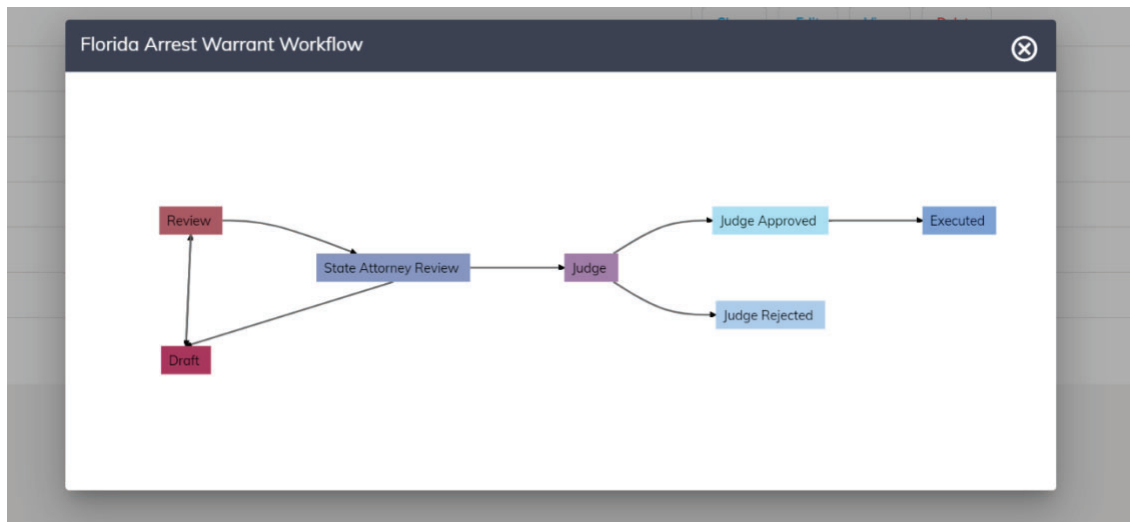 Florida Arrest Warrant Workflow
Review
Judge Approved
Executed
State Attorney Review
Judge
Judge Rejected
Draft